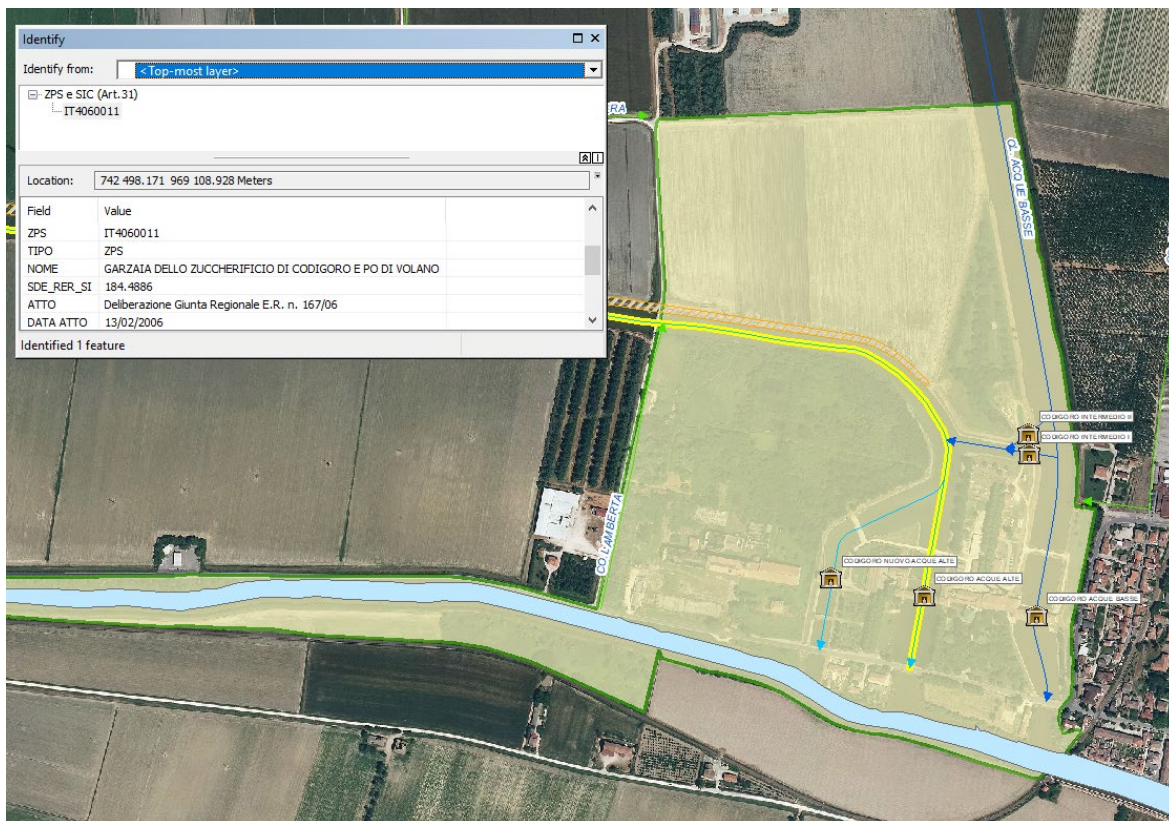 Identify
Identify from: <Top-most layer>
ZPS e SIC (Art.31)
IT4060011
Location: 742 498.171 969 108.928 Meters
Field Value
ZPS IT4060011
TIPO ZPS
NOME GARZAIA DELLO ZUCCHERIFICIO DI CODIGORO E PO DI VOLANO
SDE_RER_SI 184.4886
ATTO Deliberazione Giunta Regionale E.R. n. 167/06
DATA ATTO 13/02/2006
Identified 1 feature
CL. ACQUE BASSE
CODIGORO INTERMEDIO II
CODIGORO INTERMEDIO I
CO L'AMBERTA
CODIGORO NUOVO ACQUE ALTE
CODIGORO ACQUE ALTE
CODIGORO ACQUE BASSE